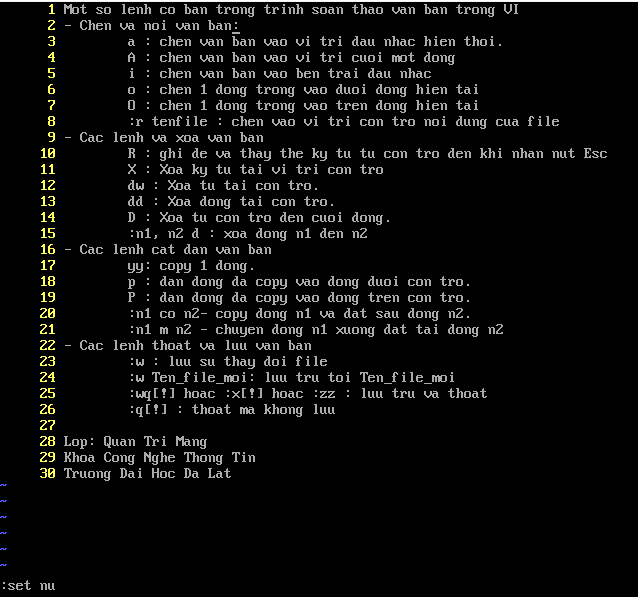 1 Mot so lenh co ban trong trinh soan thao van ban trong VI
2 - Chen va noi van ban:
3 a : chen van ban vao vi tri dau nhac hien thoi.
4 A : chen van ban vao vi tri cuoi mot dong
5 i : chen van ban vao ben trai dau nhac
6 o : chen 1 dong trong vao duoi dong hien tai
7 O : chen 1 dong trong vao tren dong hien tai
8 :r tenfile : chen vao vi tri con tro noi dung cua file
9 - Cac lenh va xoa van ban
10 R : ghi de va thay the ky tu tu con tro den khi nhan nut Esc
11 X : Xoa ky tu tai vi tri con tro
12 dw : Xoa tu tai con tro.
13 dd : Xoa dong tai con tro.
14 D : Xoa tu con tro den cuoi dong.
15 :n1, n2 d : xoa dong n1 den n2
16 - Cac lenh cat dan van ban
17 yy: copy 1 dong.
18 p : dan dong da copy vao dong duoi con tro.
19 P : dan dong da copy vao dong tren con tro.
20 :n1 co n2- copy dong n1 va dat sau dong n2.
21 :n1 m n2 - chuyen dong n1 xuong dat tai dong n2
22 - Cac lenh thoat va luu van ban
23 :w : luu su thay doi file
24 :w Ten_file_moi: luu tru toi Ten_file_moi
25 :wq[!] hoac :x[!] hoac :zz : luu tru va thoat
26 :q[!] : thoat ma khong luu
27
28 Lop: Quan Tri Mang
29 Khoa Cong Nghe Thong Tin
30 Truong Dai Hoc Da Lat
~
~
~
~
~
~
:set nu